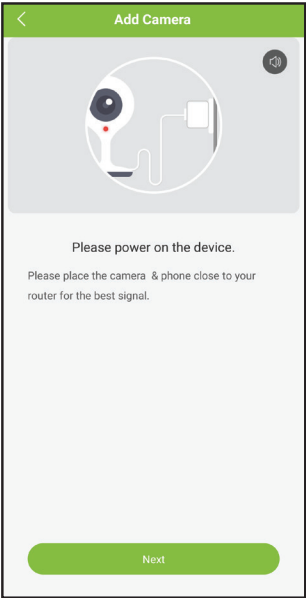 Add Camera
Please power on the device.
Please place the camera & phone close to your
router for the best signal.
Next